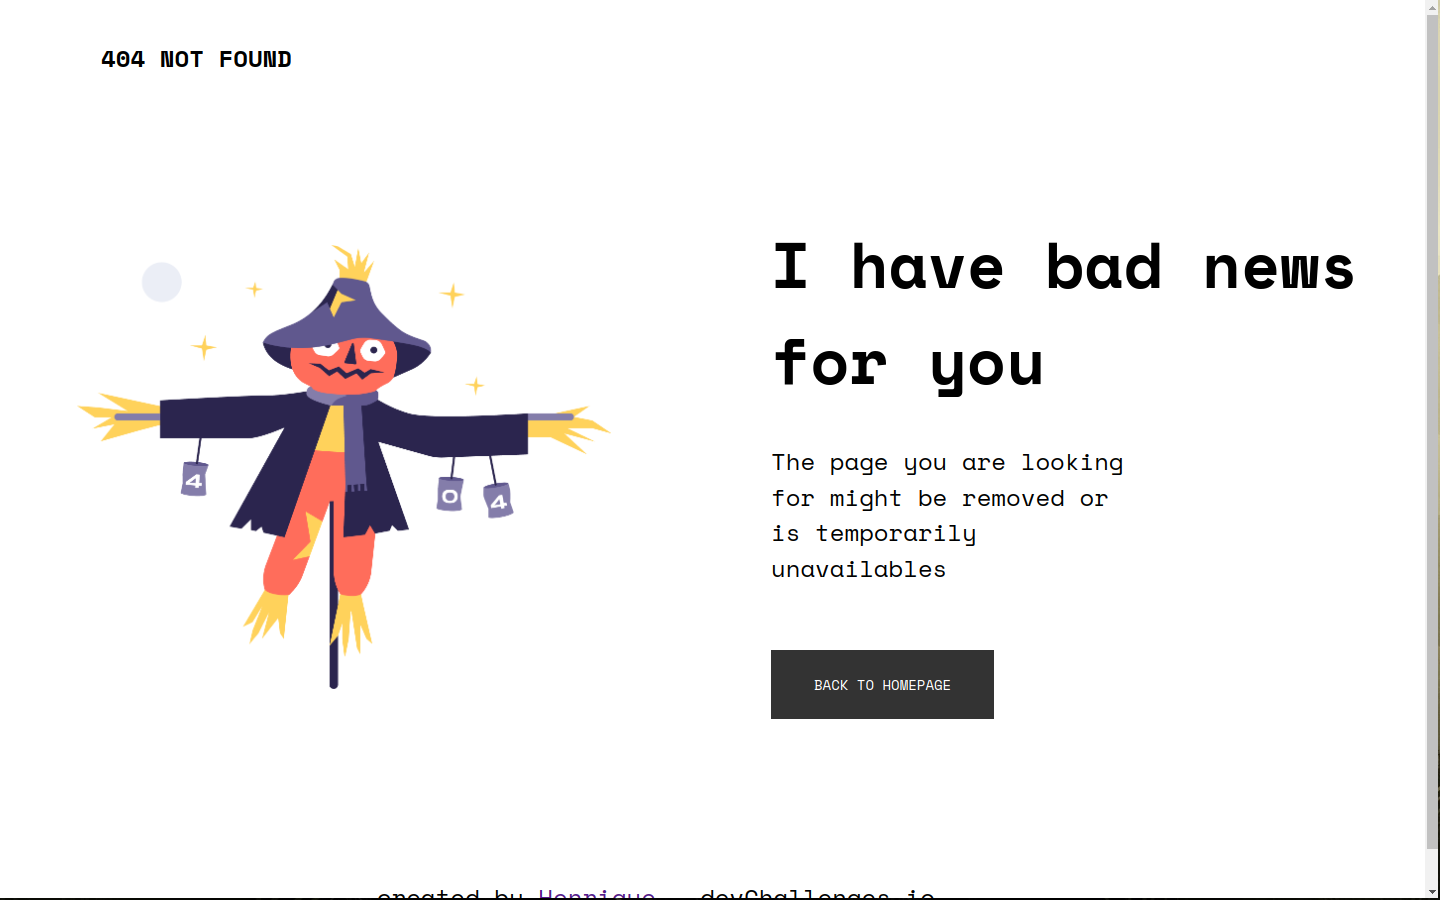 404 NOT FOUND
I have bad news
for you
The page you are looking
for might be removed or
is temporarily
unavailables
BACK TO HOMEPAGE
4
0
4
created by Henrique - devChallenges.io